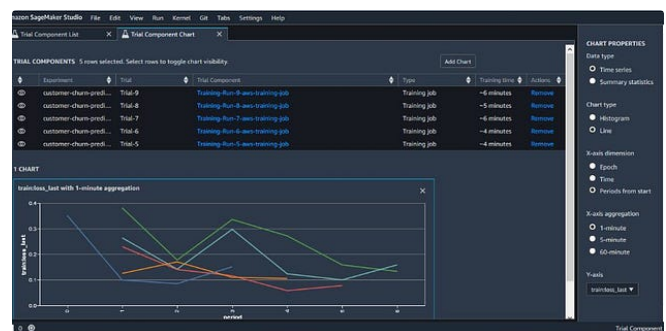 mazon SageMaker Studio File Edit View Run Kernel Git Tabs Settings Help
Trial Component List × Trial Component Chart ×
TRIAL COMPONENTS 5 rows selected. Select rows to toggle chart visibility. Add Chart
Experiment Trial Trial Component Type Training time Actions
customer-churn-predi... Trial-9 Training-Run-9-aws-training-job Training job ~6 minutes Remove
customer-churn-predi... Trial-8 Training-Run-8-aws-training-job Training job ~5 minutes Remove
customer-churn-predi... Trial-7 Training-Run-7-aws-training-job Training job ~6 minutes Remove
customer-churn-predi... Trial-6 Training-Run-6-aws-training-job Training job ~4 minutes Remove
customer-churn-predi... Trial-5 Training-Run-5-aws-training-job Training job ~4 minutes Remove
1 CHART
train:loss_last with 1-minute aggregation ×
train:loss_last
0.4
0.3
0.2
0.1
0.0
0 1 2 3 4 5 6
period
CHART PROPERTIES
Data type
Time series
Summary statistics
Chart type
Histogram
Line
X-axis dimension
Epoch
Time
Periods from start
X-axis aggregation
1-minute
5-minute
60-minute
Y-axis
train:loss_last
0
Trial Component